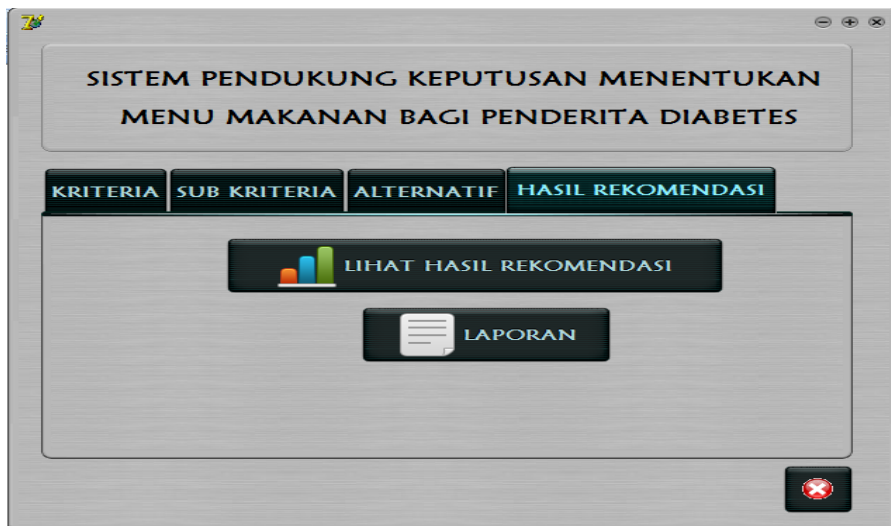 SISTEM PENDUKUNG KEPUTUSAN MENENTUKAN
MENU MAKANAN BAGI PENDERITA DIABETES
KRITERIA SUB KRITERIA ALTERNATIF HASIL REKOMENDASI
LIHAT HASIL REKOMENDASI
LAPORAN